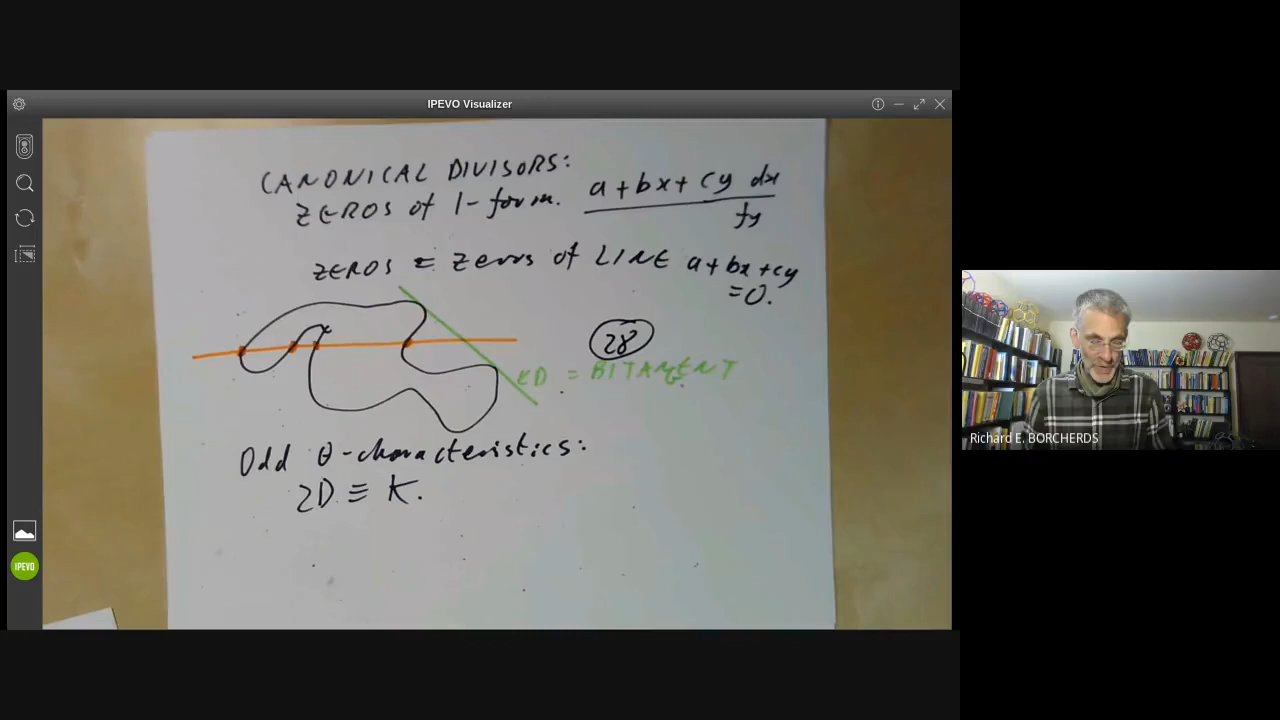 IPEVO Visualizer
CANONICAL DIVISORS:
ZEROS of 1-form. a+bx+cy dx
fy
ZEROS = zeros of LINE a+bx+cy
=0.
28
= BITANGENT
Odd θ-characteristics:
2D ≡ K.
IPEVO
Richard E. BORCHERDS